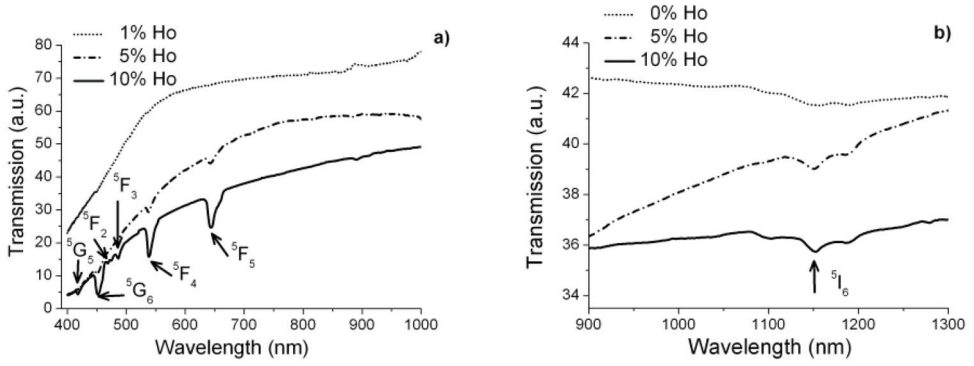 1% Ho
5% Ho
10% Ho
a)
Transmission (a.u.)
80
70
60
50
40
30
20
10
0
⁵G₅
⁵F₂
⁵F₃
⁵G₆
⁵F₄
⁵F₅
400 500 600 700 800 900 1000
Wavelength (nm)
0% Ho
5% Ho
10% Ho
b)
Transmission (a.u.)
44
42
40
38
36
34
⁵I₆
900 1000 1100 1200 1300
Wavelength (nm)